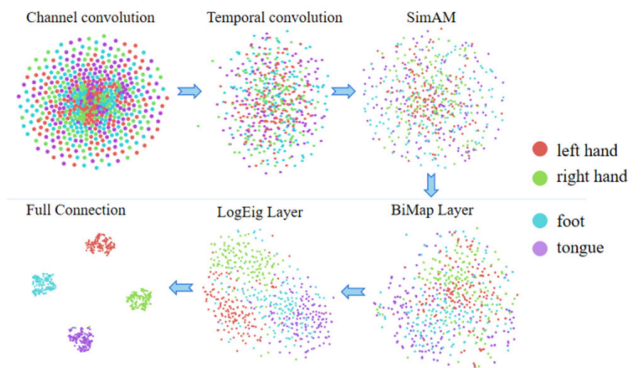 Channel convolution
Temporal convolution
SimAM
left hand
right hand
foot
tongue
Full Connection
LogEig Layer
BiMap Layer